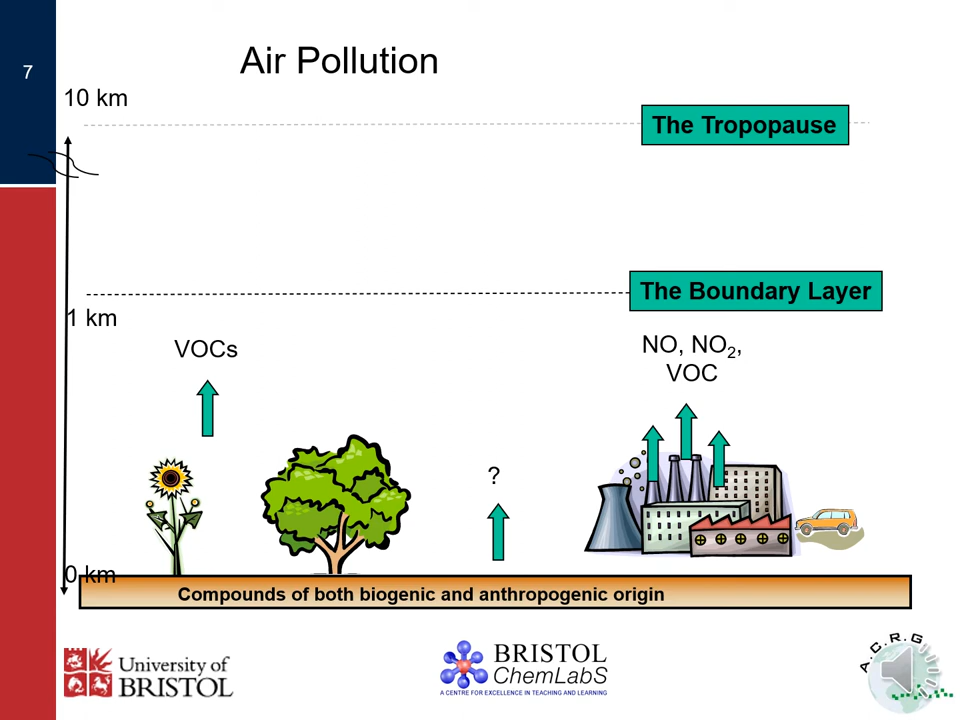 7
Air Pollution
10 km
The Tropopause
The Boundary Layer
1 km
VOCs
NO, NO₂,
VOC
?
0 km
Compounds of both biogenic and anthropogenic origin
University of
BRISTOL
BRISTOL
ChemLabS
A CENTRE FOR EXCELLENCE IN TEACHING AND LEARNING
A.C.R.G